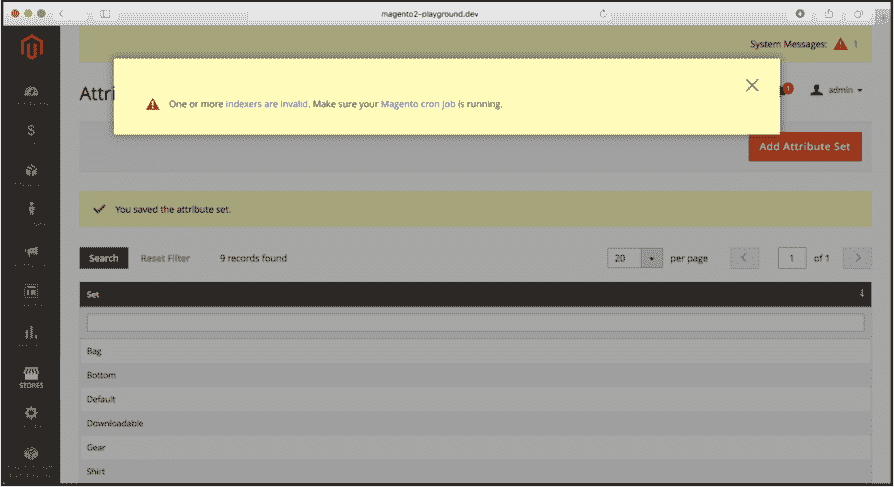 magento2-playground.dev
System Messages: 1
One or more indexers are invalid. Make sure your Magento cron job is running.
1
admin
Add Attribute Set
You saved the attribute set.
Search Reset Filter 9 records found 20 per page 1 of 1
Set
Bag
Bottom
Default
Downloadable
Gear
Shirt
STORES